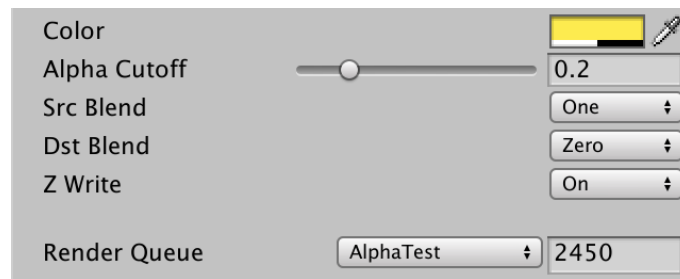 Color
Alpha Cutoff 0.2
Src Blend One
Dst Blend Zero
Z Write On
Render Queue AlphaTest 2450